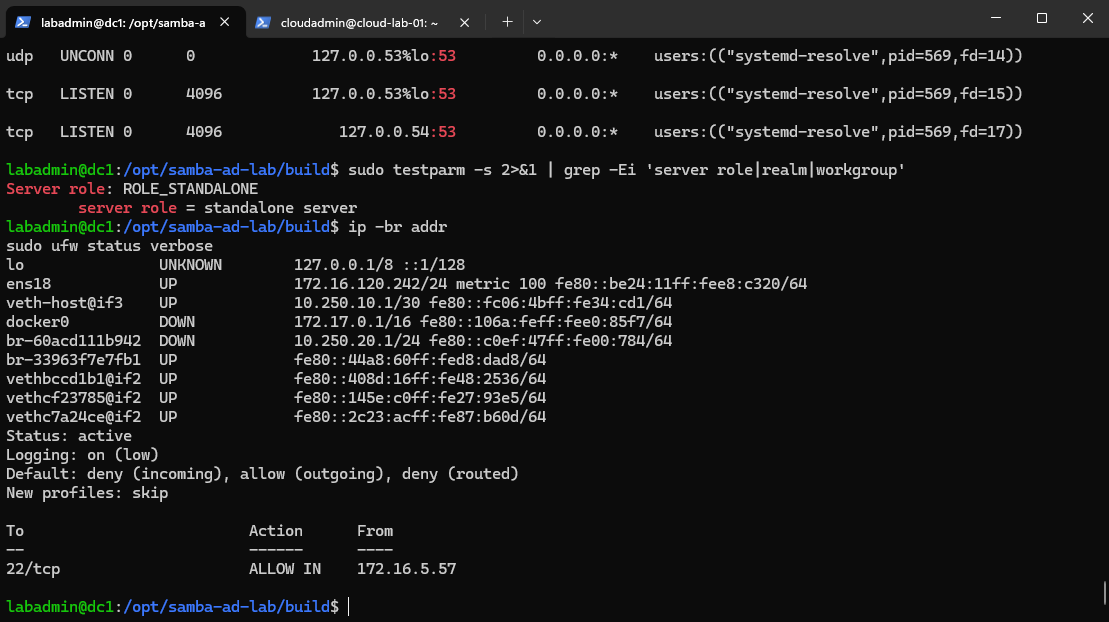 labadmin@dc1: /opt/samba-a
cloudadmin@cloud-lab-01: ~
udp   UNCONN 0      0             127.0.0.53%lo:53         0.0.0.0:*    users:(("systemd-resolve",pid=569,fd=14))
tcp   LISTEN 0      4096          127.0.0.53%lo:53         0.0.0.0:*    users:(("systemd-resolve",pid=569,fd=15))
tcp   LISTEN 0      4096             127.0.0.54:53         0.0.0.0:*    users:(("systemd-resolve",pid=569,fd=17))
labadmin@dc1:/opt/samba-ad-lab/build$ sudo testparm -s 2>&1 | grep -Ei 'server role|realm|workgroup'
Server role: ROLE_STANDALONE
        server role = standalone server
labadmin@dc1:/opt/samba-ad-lab/build$ ip -br addr
sudo ufw status verbose
lo               UNKNOWN        127.0.0.1/8 ::1/128
ens18            UP             172.16.120.242/24 metric 100 fe80::be24:11ff:fee8:c320/64
veth-host@if3    UP             10.250.10.1/30 fe80::fc06:4bff:fe34:cd1/64
docker0          DOWN           172.17.0.1/16 fe80::106a:feff:fee0:85f7/64
br-60acd111b942  DOWN           10.250.20.1/24 fe80::c0ef:47ff:fe00:784/64
br-33963f7e7fb1  UP             fe80::44a8:60ff:fed8:dad8/64
vethbccd1b1@if2  UP             fe80::408d:16ff:fe48:2536/64
vethcf23785@if2  UP             fe80::145e:c0ff:fe27:93e5/64
vethc7a24ce@if2  UP             fe80::2c23:acff:fe87:b60d/64
Status: active
Logging: on (low)
Default: deny (incoming), allow (outgoing), deny (routed)
New profiles: skip
To                         Action      From
--                         ------      ----
22/tcp                     ALLOW IN    172.16.5.57
labadmin@dc1:/opt/samba-ad-lab/build$